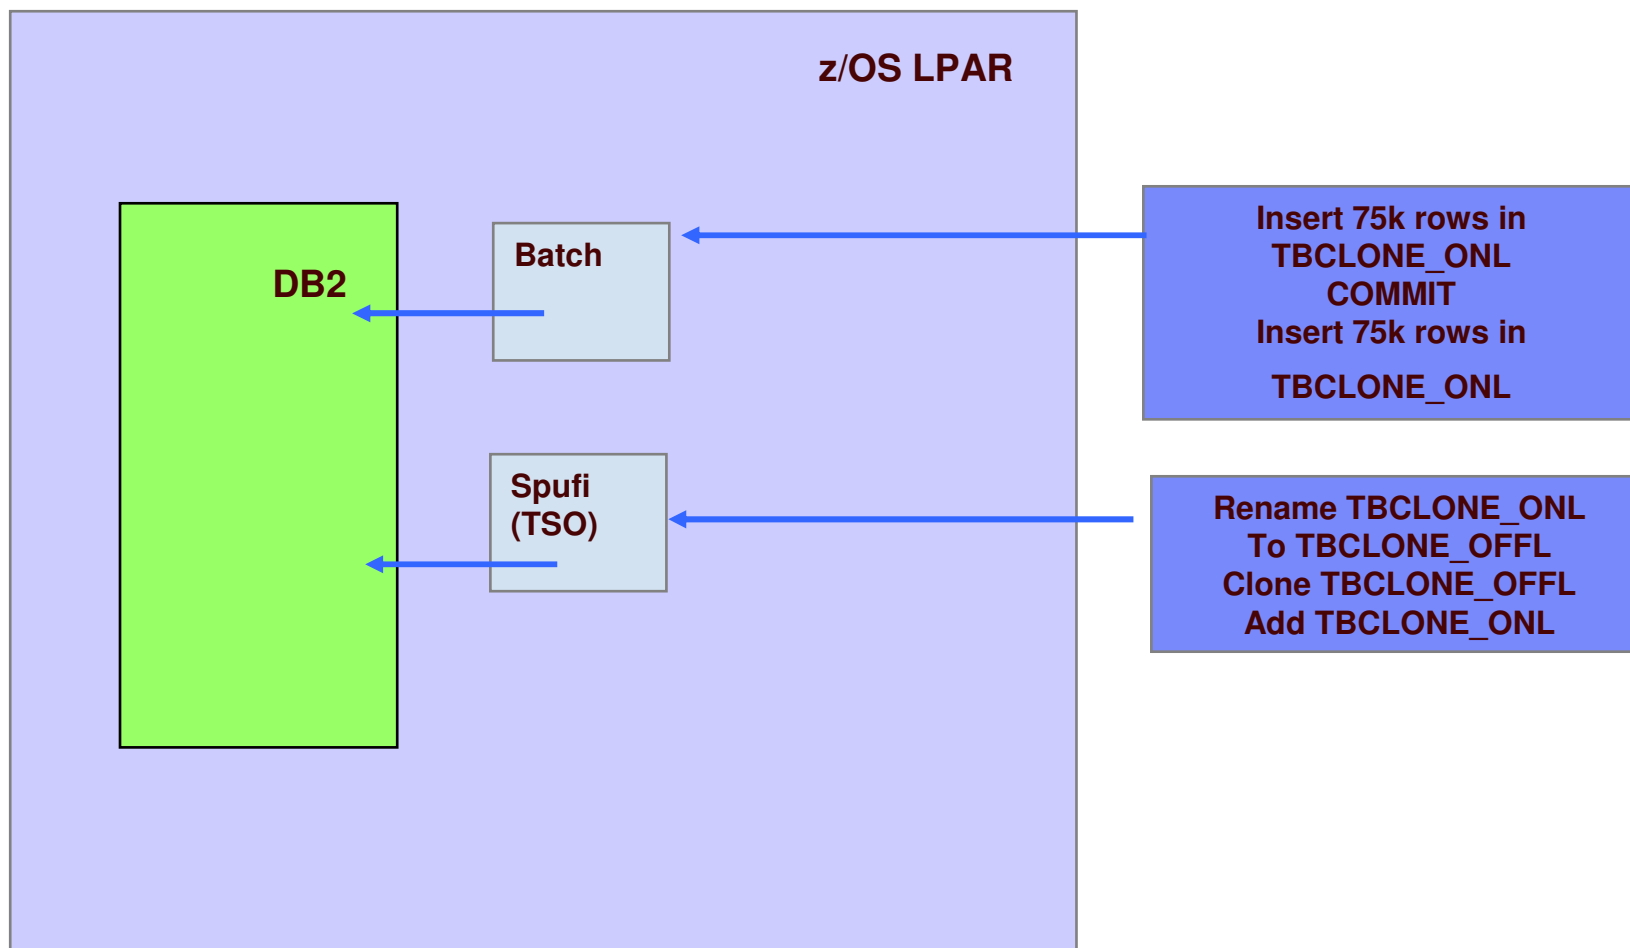 z/OS LPAR
DB2
Batch
Insert 75k rows in
TBCLONE_ONL
COMMIT
Insert 75k rows in
TBCLONE_ONL
Spufi
(TSO)
Rename TBCLONE_ONL
To TBCLONE_OFFL
Clone TBCLONE_OFFL
Add TBCLONE_ONL